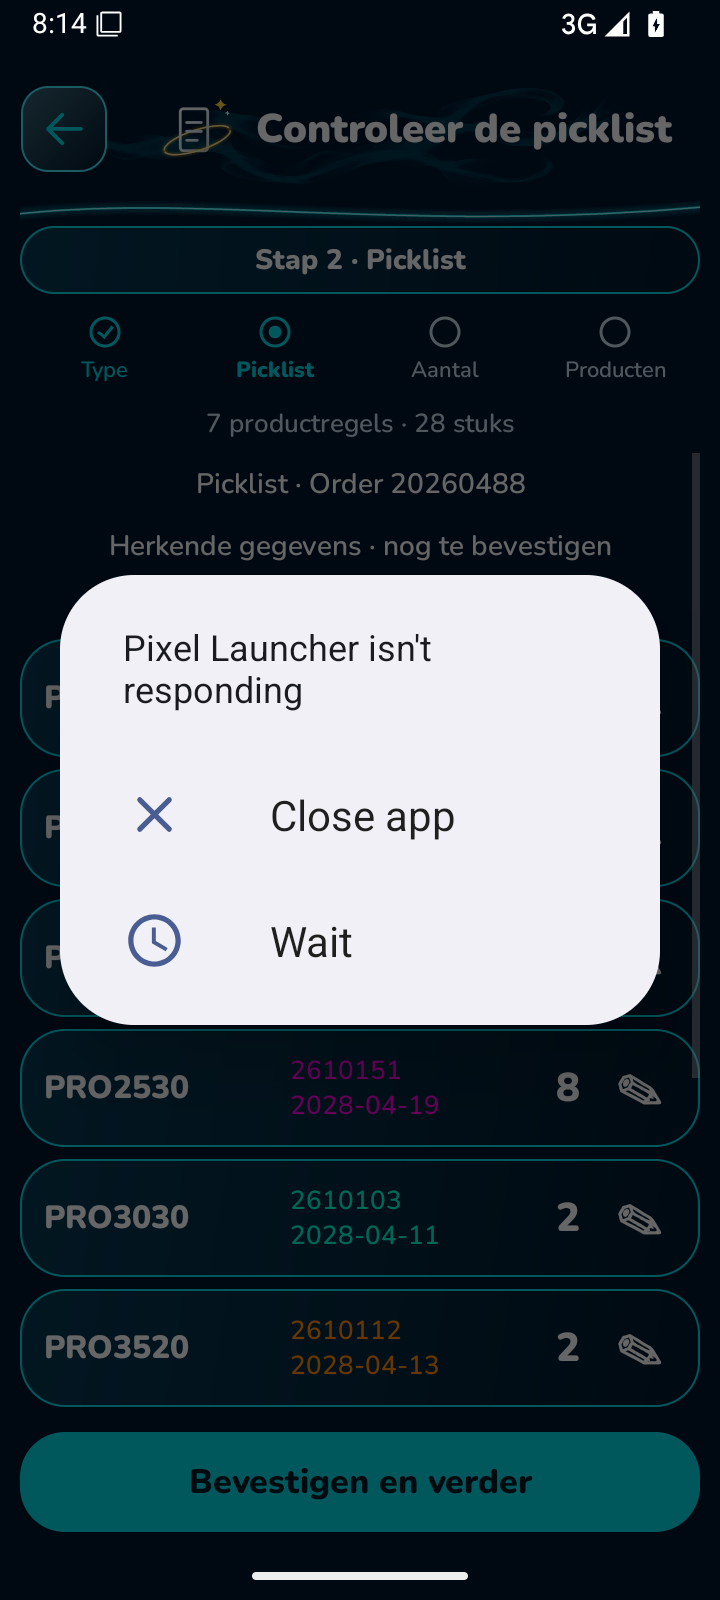 8:14
3G
Controleer de picklist
Stap 2 · Picklist
Type
Picklist
Aantal
Producten
7 productregels · 28 stuks
Picklist · Order 20260488
Herkende gegevens · nog te bevestigen
Pixel Launcher isn't
responding
Close app
Wait
PRO2530
2610151
2028-04-19
8
PRO3030
2610103
2028-04-11
2
PRO3520
2610112
2028-04-13
2
Bevestigen en verder